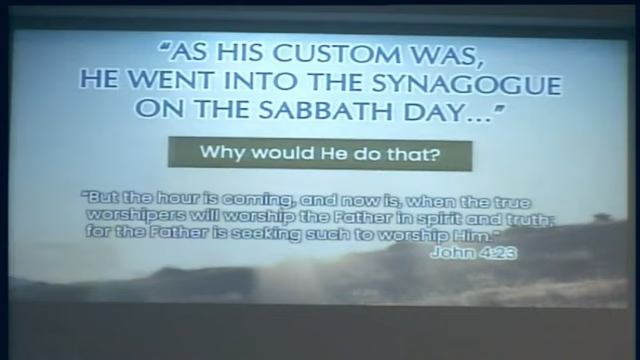 “AS HIS CUSTOM WAS,
HE WENT INTO THE SYNAGOGUE
ON THE SABBATH DAY...”
Why would He do that?
“But the hour is coming, and now is, when the true
worshipers will worship the Father in spirit and truth;
for the Father is seeking such to worship Him.”
John 4:23